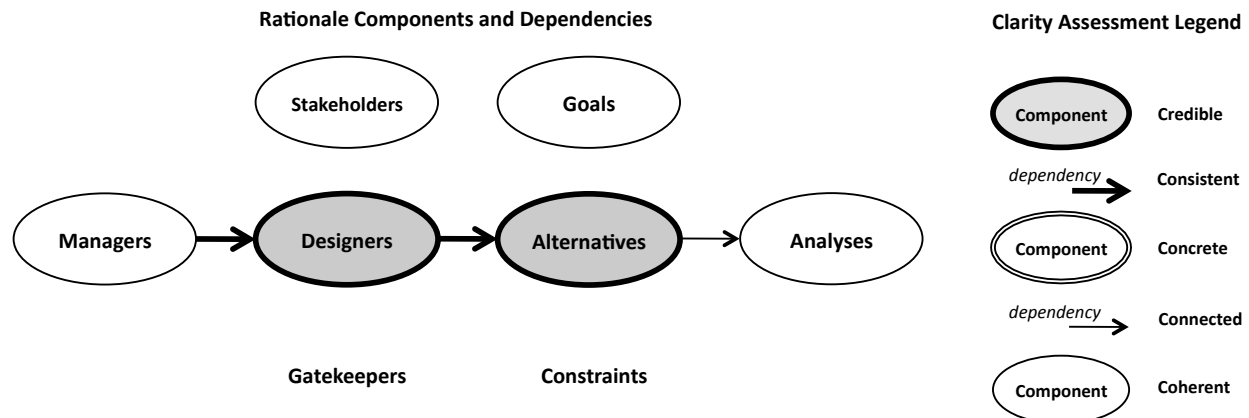 Rationale Components and Dependencies
Clarity Assessment Legend
Stakeholders
Goals
Component
Credible
dependency
Consistent
Managers
Designers
Alternatives
Analyses
Component
Concrete
dependency
Connected
Gatekeepers
Constraints
Component
Coherent